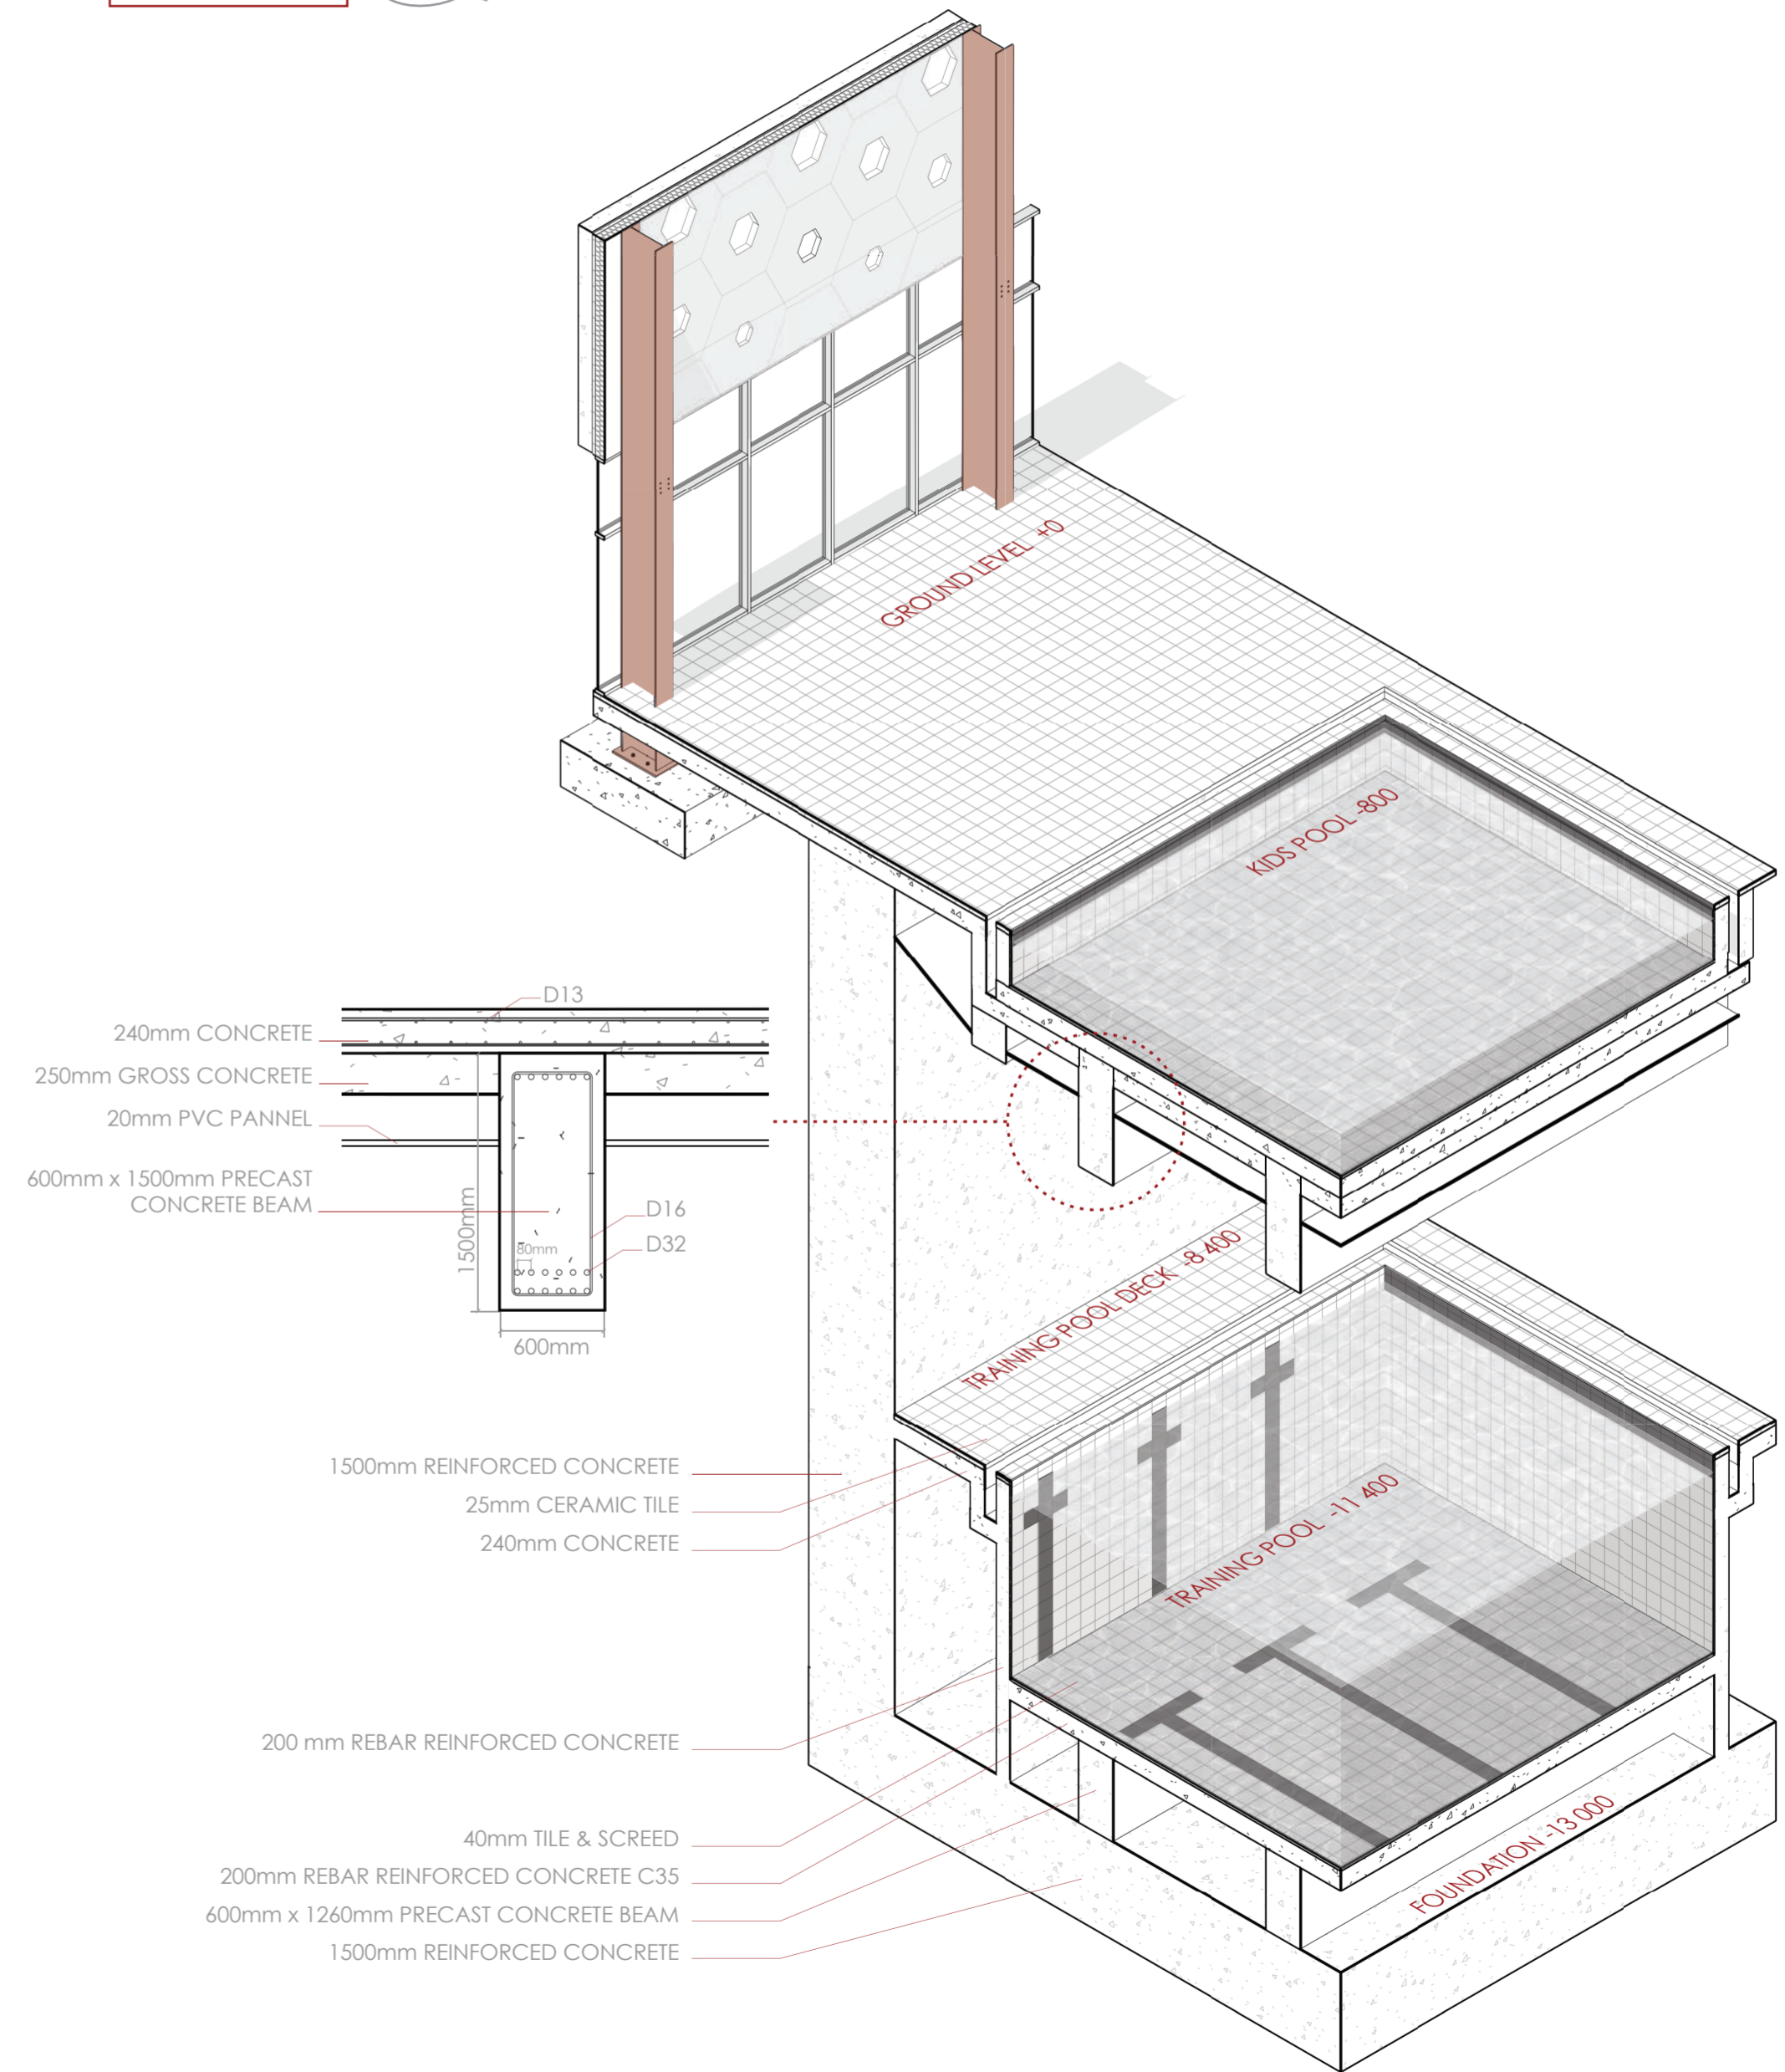 GROUND LEVEL +0
KIDS POOL -800
D13
240mm CONCRETE
250mm GROSS CONCRETE
20mm PVC PANNEL
600mm x 1500mm PRECAST
CONCRETE BEAM
1500mm
D16
80mm
D32
600mm
TRAINING POOL DECK -8 400
1500mm REINFORCED CONCRETE
25mm CERAMIC TILE
240mm CONCRETE
TRAINING POOL -11 400
200 mm REBAR REINFORCED CONCRETE
40mm TILE & SCREED
200mm REBAR REINFORCED CONCRETE C35
600mm x 1260mm PRECAST CONCRETE BEAM
1500mm REINFORCED CONCRETE
FOUNDATION -13 000